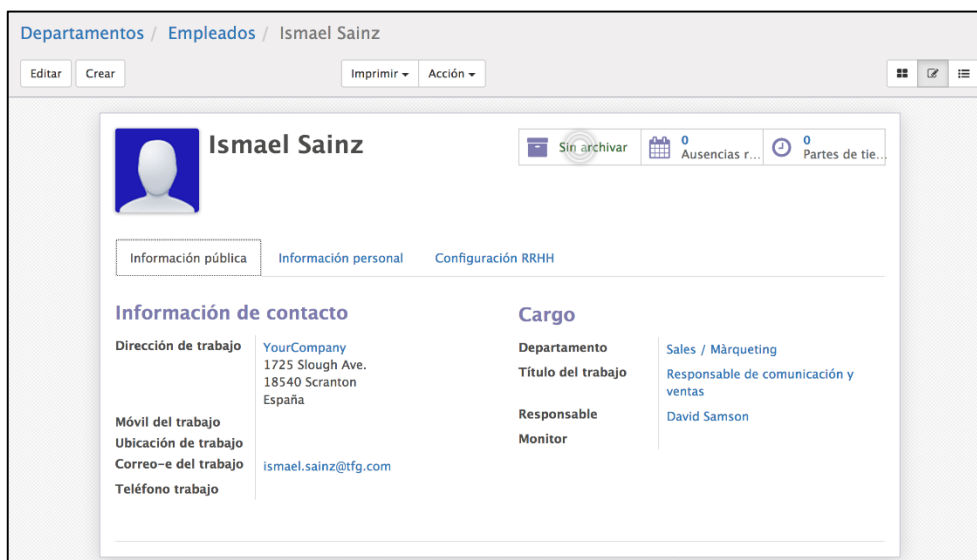 Departamentos / Empleados / Ismael Sainz
Editar Crear Imprimir Acción
Ismael Sainz
Sin archivar
0
Ausencias r...
0
Partes de tie...
Información pública Información personal Configuración RRHH
Información de contacto
Dirección de trabajo YourCompany
1725 Slough Ave.
18540 Scranton
España
Móvil del trabajo
Ubicación de trabajo
Correo-e del trabajo ismael.sainz@tfg.com
Teléfono trabajo
Cargo
Departamento Sales / Màrqueting
Título del trabajo Responsable de comunicación y
ventas
Responsable David Samson
Monitor